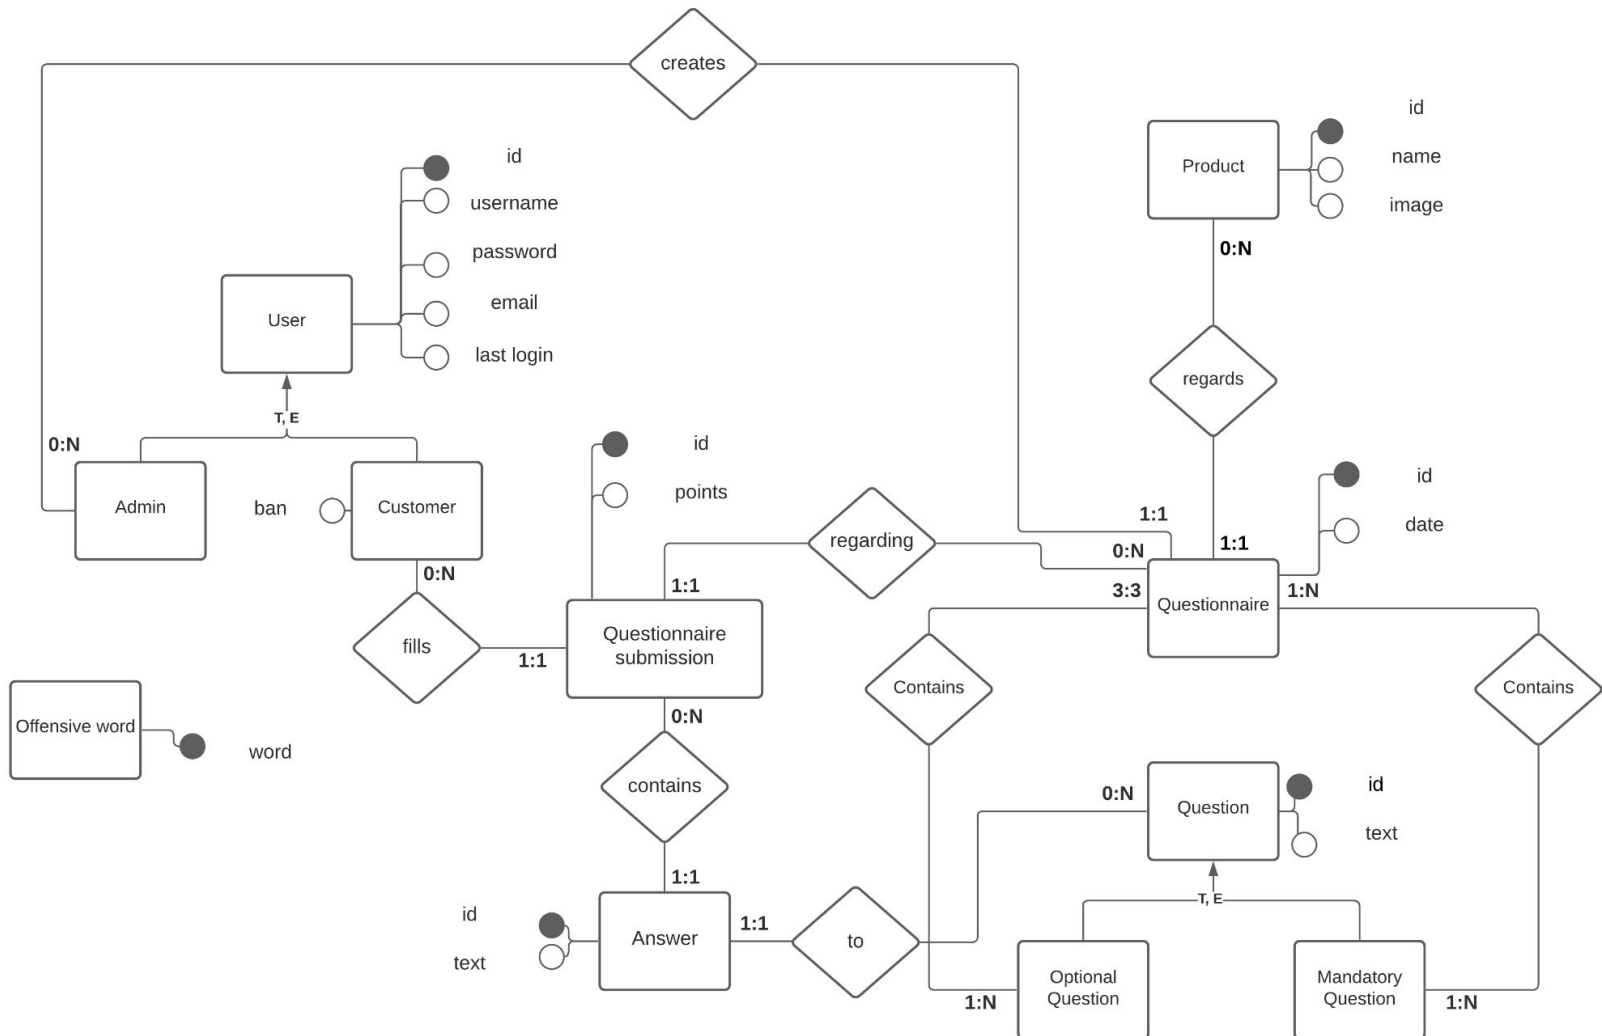 creates
id
Product
name
image
id
username
password
email
last login
User
0:N
regards
T, E
0:N
Admin
ban
Customer
id
points
0:N
regarding
1:1
1:1
0:N
1:1
id
date
3:3
Questionnaire
1:N
fills
1:1
Questionnaire
submission
Contains
Contains
Offensive word
word
0:N
contains
0:N
Question
id
text
1:1
id
text
Answer
1:1
to
T, E
Optional
Question
1:N
Mandatory
Question
1:N